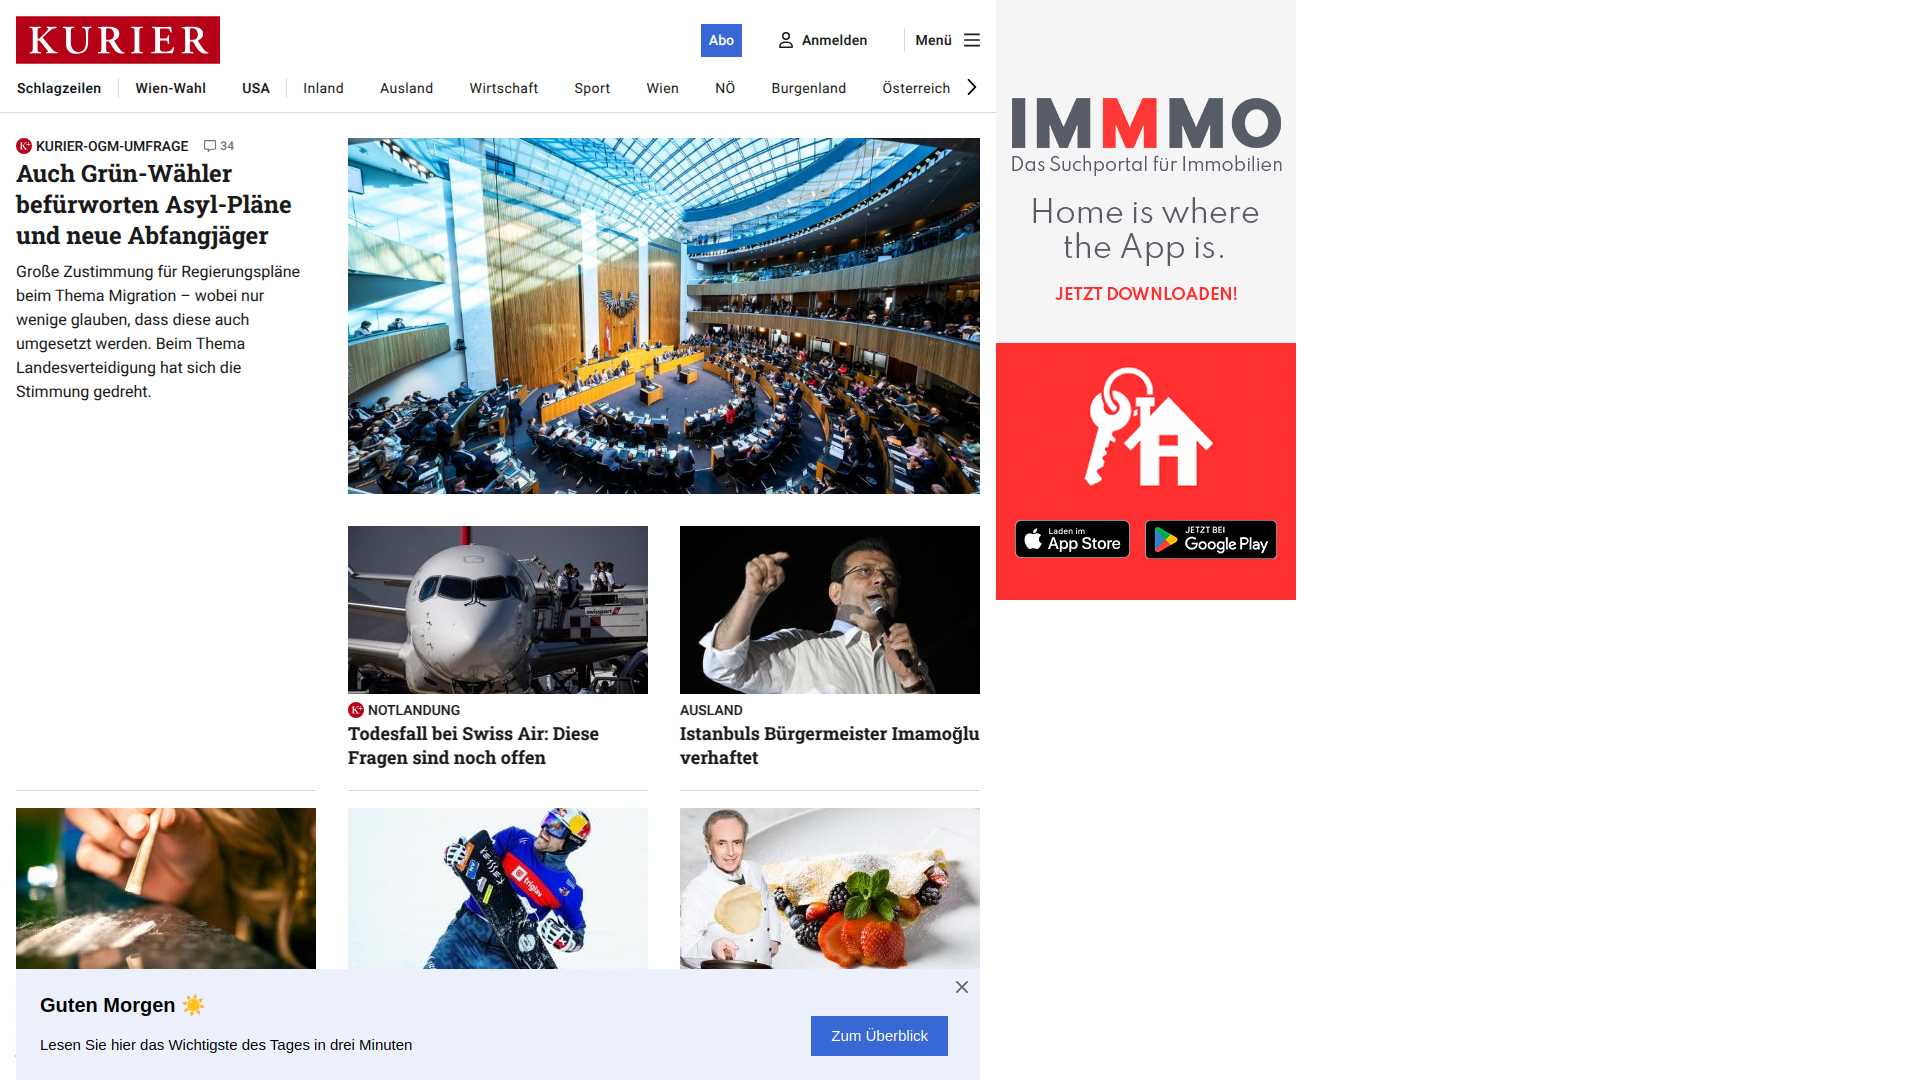 KURIER
Abo
Anmelden
Menü
Schlagzeilen
Wien-Wahl
USA
Inland
Ausland
Wirtschaft
Sport
Wien
NÖ
Burgenland
Österreich
KURIER-OGM-UMFRAGE 34
Auch Grün-Wähler
befürworten Asyl-Pläne
und neue Abfangjäger
Große Zustimmung für Regierungspläne
beim Thema Migration – wobei nur
wenige glauben, dass diese auch
umgesetzt werden. Beim Thema
Landesverteidigung hat sich die
Stimmung gedreht.
NOTLANDUNG
Todesfall bei Swiss Air: Diese
Fragen sind noch offen
AUSLAND
Istanbuls Bürgermeister Imamoğlu
verhaftet
IMMMO
Das Suchportal für Immobilien
Home is where
the App is.
JETZT DOWNLOADEN!
Laden im
App Store
JETZT BEI
Google Play
Guten Morgen ☀️
Lesen Sie hier das Wichtigste des Tages in drei Minuten
Zum Überblick